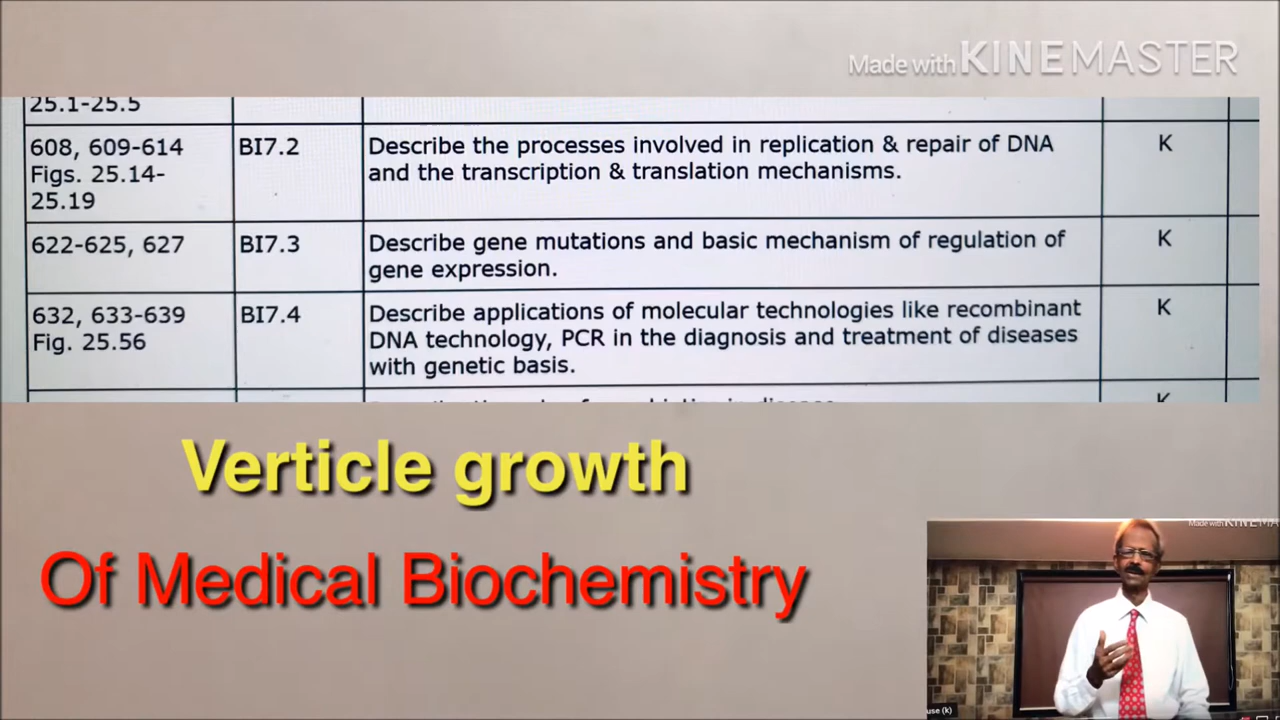 Made with KINEMASTER
25.1-25.5
608, 609-614 BI7.2 Describe the processes involved in replication & repair of DNA K
Figs. 25.14- and the transcription & translation mechanisms.
25.19
622-625, 627 BI7.3 Describe gene mutations and basic mechanism of regulation of K
gene expression.
632, 633-639 BI7.4 Describe applications of molecular technologies like recombinant K
Fig. 25.56 DNA technology, PCR in the diagnosis and treatment of diseases
with genetic basis.
K
Verticle growth
Of Medical Biochemistry
Made with KINEMA
use (k)